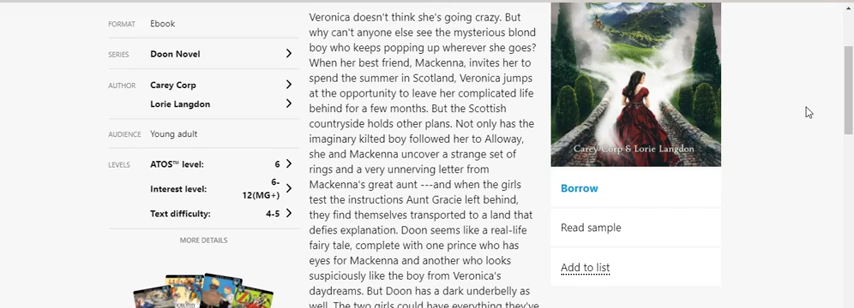 FORMAT Ebook
SERIES Doon Novel
AUTHOR Carey Corp
Lorie Langdon
AUDIENCE Young adult
LEVELS ATOS™ level: 6
Interest level: 6-
12(MG+)
Text difficulty: 4-5
MORE DETAILS
Veronica doesn't think she's going crazy. But
why can't anyone else see the mysterious blond
boy who keeps popping up wherever she goes?
When her best friend, Mackenna, invites her to
spend the summer in Scotland, Veronica jumps
at the opportunity to leave her complicated life
behind for a few months. But the Scottish
countryside holds other plans. Not only has the
imaginary kilted boy followed her to Alloway,
she and Mackenna uncover a strange set of
rings and a very unnerving letter from
Mackenna's great aunt ---and when the girls
test the instructions Aunt Gracie left behind,
they find themselves transported to a land that
defies explanation. Doon seems like a real-life
fairy tale, complete with one prince who has
eyes for Mackenna and another who looks
suspiciously like the boy from Veronica's
daydreams. But Doon has a dark underbelly as
well. The two girls could have everything they've
Carey Corp & Lorie Langdon
Borrow
Read sample
Add to list